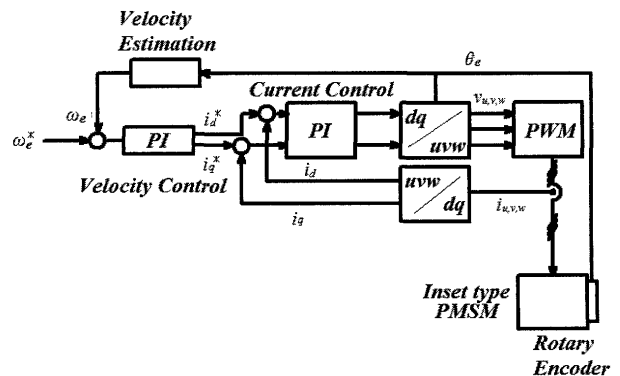 Velocity
Estimation
θe
Current Control
ωe
id*
vu,v,w
dq
PWM
ωe*
PI
PI
uvw
iq*
Velocity Control
id
uvw
dq
iu,v,w
iq
Inset type
PMSM
Rotary
Encoder